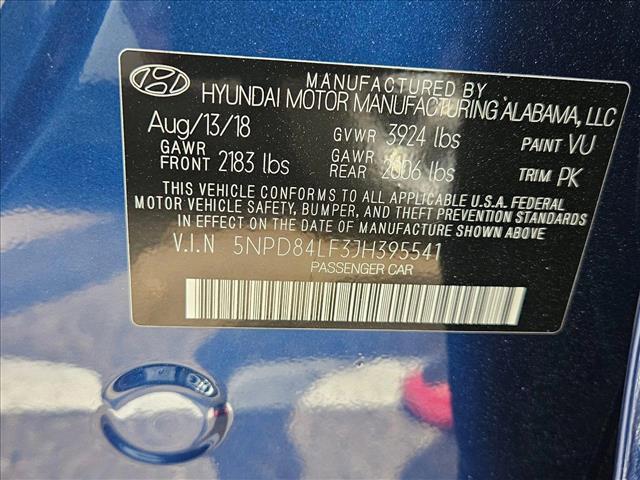 MANUFACTURED BY
HYUNDAI MOTOR MANUFACTURING ALABAMA, LLC
Aug/13/18 GVWR 3924 lbs PAINT VU
GAWR FRONT 2183 lbs GAWR REAR 2006 lbs TRIM PK
THIS VEHICLE CONFORMS TO ALL APPLICABLE U.S.A. FEDERAL
MOTOR VEHICLE SAFETY, BUMPER, AND THEFT PREVENTION STANDARDS
IN EFFECT ON THE DATE OF MANUFACTURE SHOWN ABOVE.
V.I.N 5NPD84LF3JH395541
PASSENGER CAR